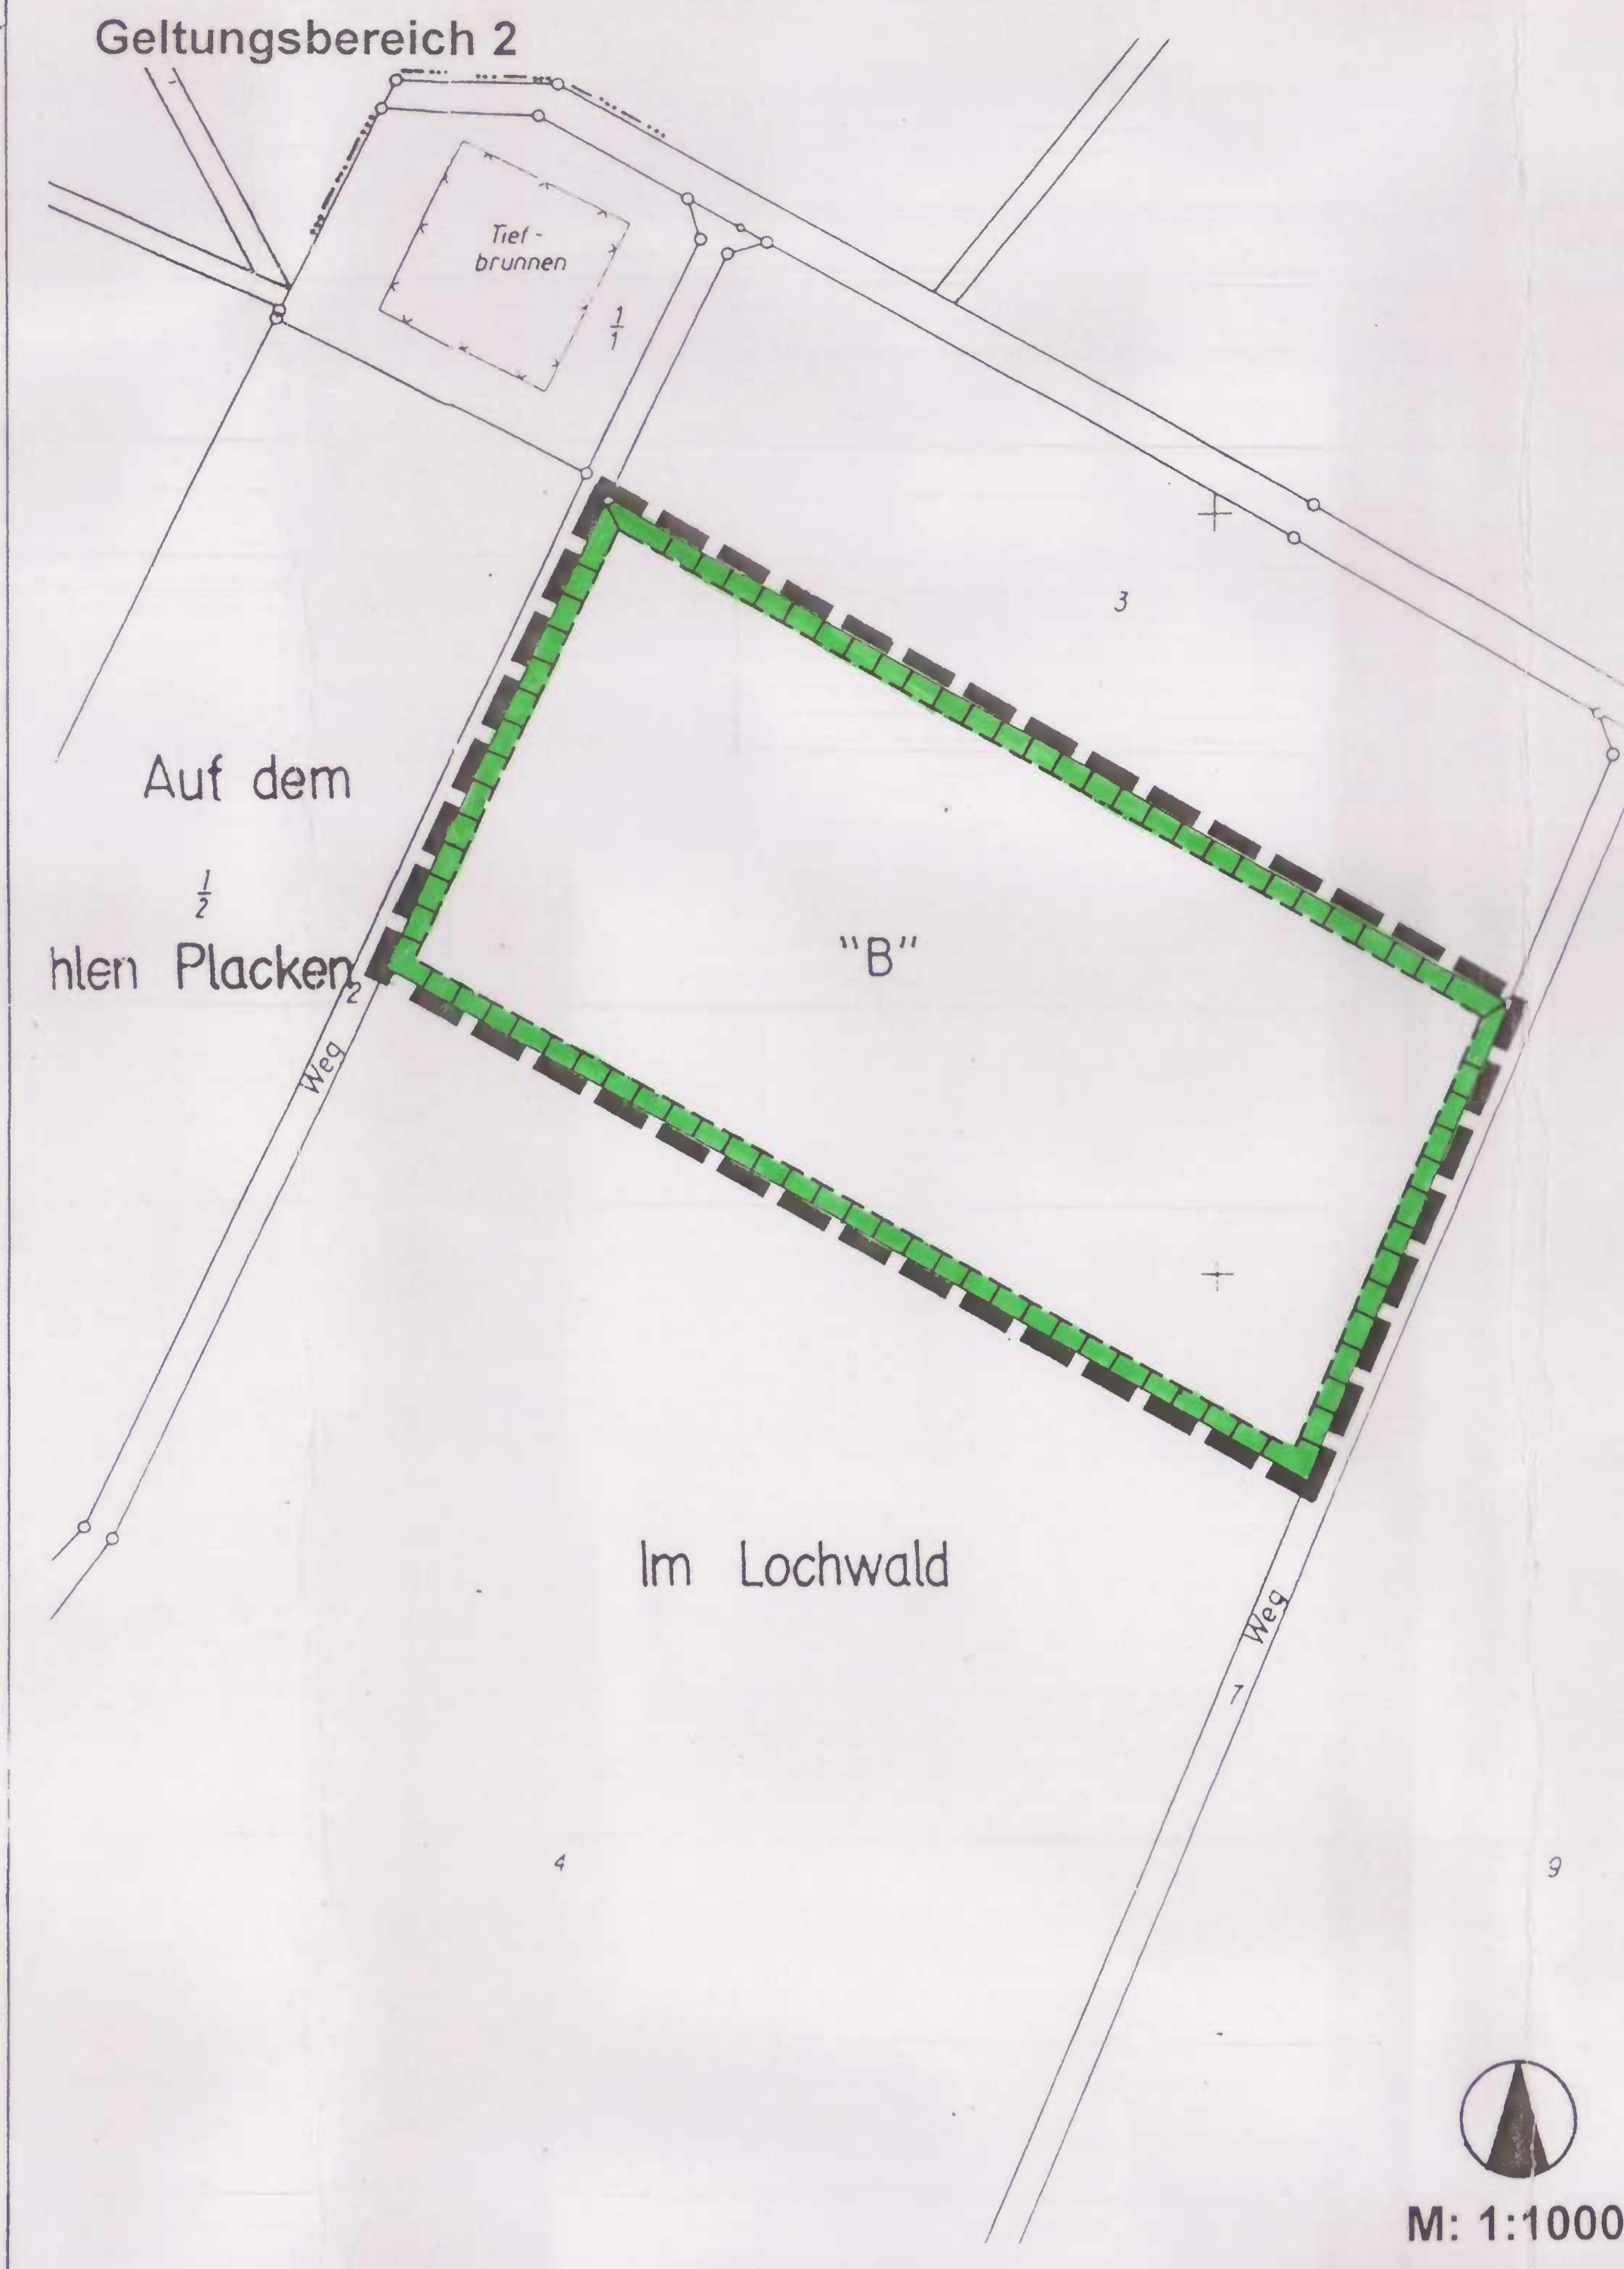 Geltungsbereich 2
Tief-
brunnen
1
1
3
Auf dem
1
2
hlen Placken
2
"B"
Weg
Im Lochwald
Weg
7
4
9
M: 1:1000